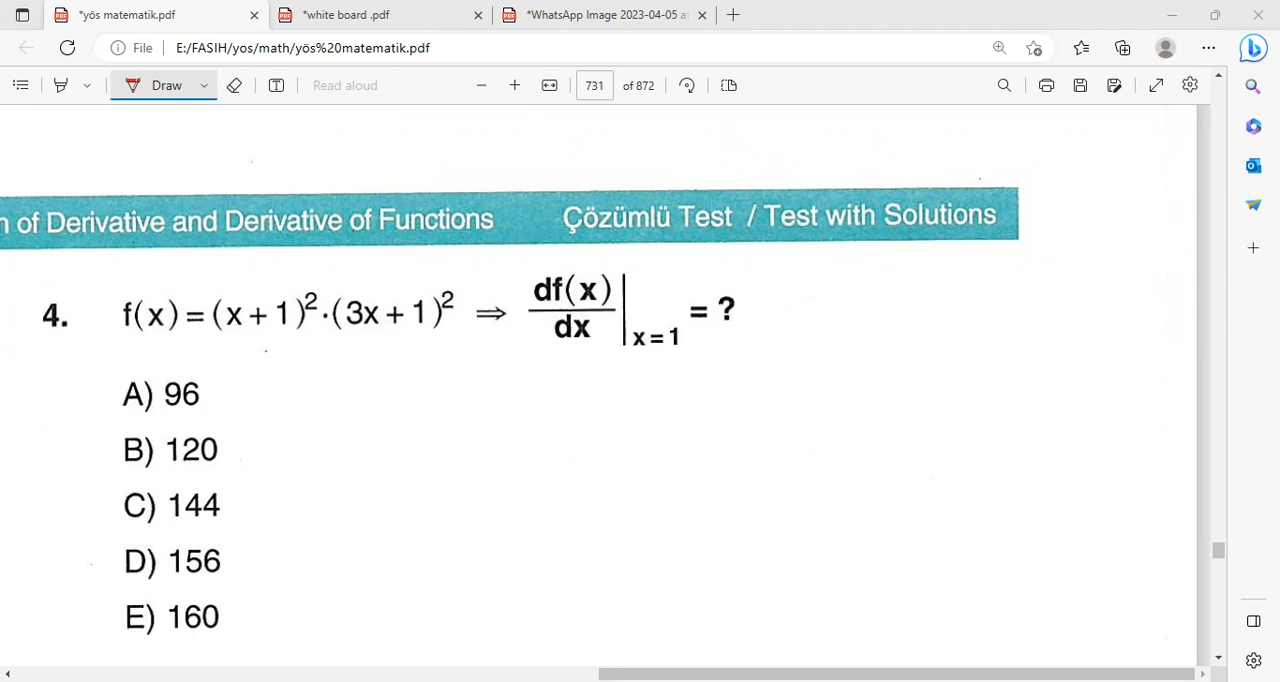 *yös matematik.pdf
*white board .pdf
*WhatsApp Image 2023-04-05 a
File E:/FASIH/yos/math/yös%20matematik.pdf
Draw Read aloud 731 of 872
n of Derivative and Derivative of Functions Çözümlü Test / Test with Solutions
4. f(x) = (x + 1)²·(3x + 1)² ⇒ df(x)/dx |x = 1 = ?
A) 96
B) 120
C) 144
D) 156
E) 160